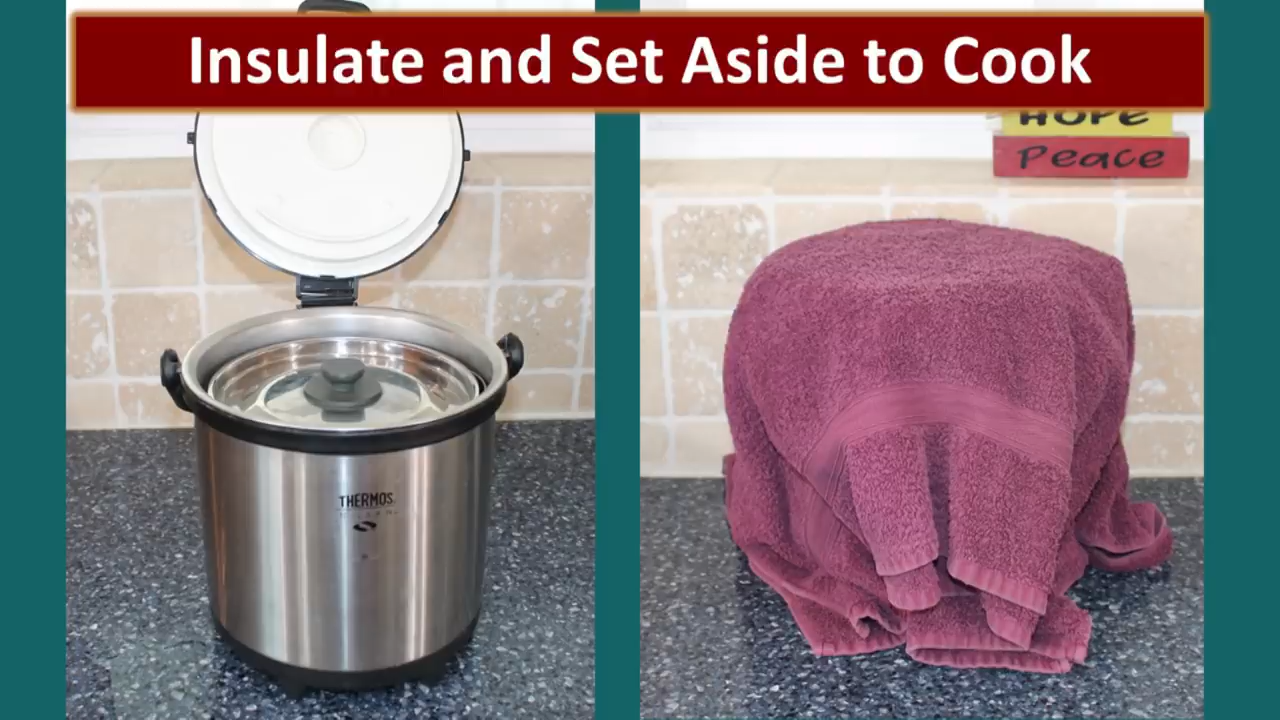 Insulate and Set Aside to Cook
HOPE
Peace
THERMOS